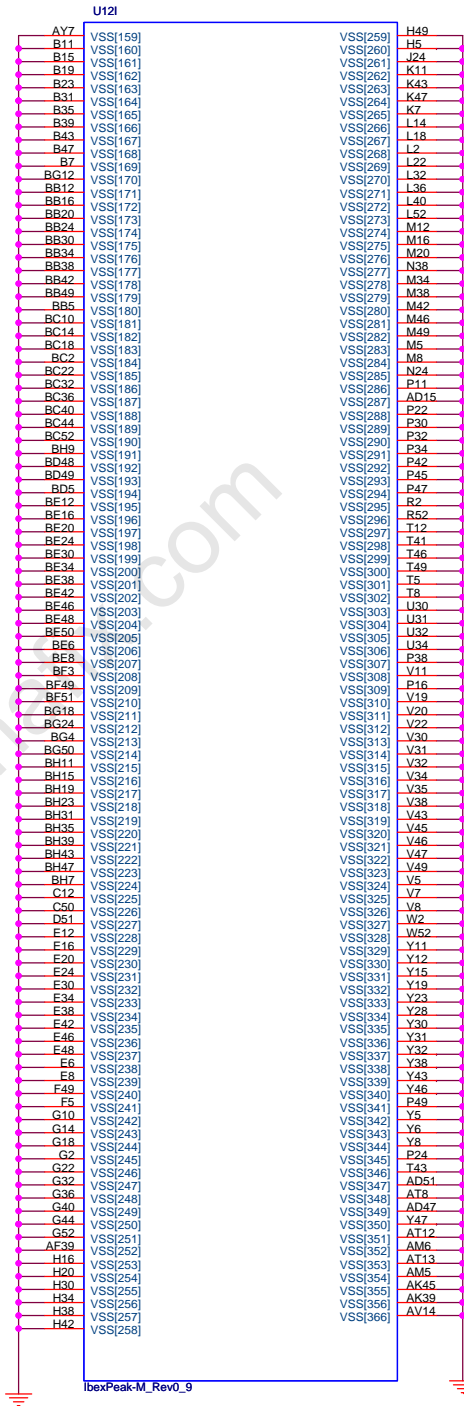 U12I
AY7 VSS[159] VSS[259] H49
B11 VSS[160] VSS[260] H5
B15 VSS[161] VSS[261] J24
B19 VSS[162] VSS[262] K11
B23 VSS[163] VSS[263] K43
B31 VSS[164] VSS[264] K47
B35 VSS[165] VSS[265] K7
B39 VSS[166] VSS[266] L14
B43 VSS[167] VSS[267] L18
B47 VSS[168] VSS[268] L2
B7 VSS[169] VSS[269] L22
BG12 VSS[170] VSS[270] L32
BB12 VSS[171] VSS[271] L36
BB16 VSS[172] VSS[272] L40
BB20 VSS[173] VSS[273] L52
BB24 VSS[174] VSS[274] M12
BB30 VSS[175] VSS[275] M16
BB34 VSS[176] VSS[276] M20
BB38 VSS[177] VSS[277] N38
BB42 VSS[178] VSS[278] M34
BB49 VSS[179] VSS[279] M38
BB5 VSS[180] VSS[280] M42
BC10 VSS[181] VSS[281] M46
BC14 VSS[182] VSS[282] M49
BC18 VSS[183] VSS[283] M5
BC2 VSS[184] VSS[284] M8
BC22 VSS[185] VSS[285] N24
BC32 VSS[186] VSS[286] P11
BC36 VSS[187] VSS[287] AD15
BC40 VSS[188] VSS[288] P22
BC44 VSS[189] VSS[289] P30
BC52 VSS[190] VSS[290] P32
BH9 VSS[191] VSS[291] P34
BD48 VSS[192] VSS[292] P42
BD49 VSS[193] VSS[293] P45
BD5 VSS[194] VSS[294] P47
BE12 VSS[195] VSS[295] R2
BE16 VSS[196] VSS[296] R52
BE20 VSS[197] VSS[297] T12
BE24 VSS[198] VSS[298] T41
BE30 VSS[199] VSS[299] T46
BE34 VSS[200] VSS[300] T49
BE38 VSS[201] VSS[301] T5
BE42 VSS[202] VSS[302] T8
BE46 VSS[203] VSS[303] U30
BE48 VSS[204] VSS[304] U31
BE50 VSS[205] VSS[305] U32
BE6 VSS[206] VSS[306] U34
BE8 VSS[207] VSS[307] P38
BF3 VSS[208] VSS[308] V11
BF49 VSS[209] VSS[309] P16
BF51 VSS[210] VSS[310] V19
BG18 VSS[211] VSS[311] V20
BG24 VSS[212] VSS[312] V22
BG4 VSS[213] VSS[313] V30
BG50 VSS[214] VSS[314] V31
BH11 VSS[215] VSS[315] V32
BH15 VSS[216] VSS[316] V34
BH19 VSS[217] VSS[317] V35
BH23 VSS[218] VSS[318] V38
BH31 VSS[219] VSS[319] V43
BH35 VSS[220] VSS[320] V45
BH39 VSS[221] VSS[321] V46
BH43 VSS[222] VSS[322] V47
BH47 VSS[223] VSS[323] V49
BH7 VSS[224] VSS[324] V5
C12 VSS[225] VSS[325] V7
C50 VSS[226] VSS[326] V8
D51 VSS[227] VSS[327] W2
E12 VSS[228] VSS[328] W52
E16 VSS[229] VSS[329] Y11
E20 VSS[230] VSS[330] Y12
E24 VSS[231] VSS[331] Y15
E30 VSS[232] VSS[332] Y19
E34 VSS[233] VSS[333] Y23
E38 VSS[234] VSS[334] Y28
E42 VSS[235] VSS[335] Y30
E46 VSS[236] VSS[336] Y31
E48 VSS[237] VSS[337] Y32
E6 VSS[238] VSS[338] Y38
E8 VSS[239] VSS[339] Y43
F49 VSS[240] VSS[340] Y46
F5 VSS[241] VSS[341] P49
G10 VSS[242] VSS[342] Y5
G14 VSS[243] VSS[343] Y6
G18 VSS[244] VSS[344] Y8
G2 VSS[245] VSS[345] P24
G22 VSS[246] VSS[346] T43
G32 VSS[247] VSS[347] AD51
G36 VSS[248] VSS[348] AT8
G40 VSS[249] VSS[349] AD47
G44 VSS[250] VSS[350] Y47
G52 VSS[251] VSS[351] AT12
AF39 VSS[252] VSS[352] AM6
H16 VSS[253] VSS[353] AT13
H20 VSS[254] VSS[354] AM5
H30 VSS[255] VSS[355] AK45
H34 VSS[256] VSS[356] AK39
H38 VSS[257] VSS[366] AV14
H42 VSS[258]
IbexPeak-M_Rev0_9